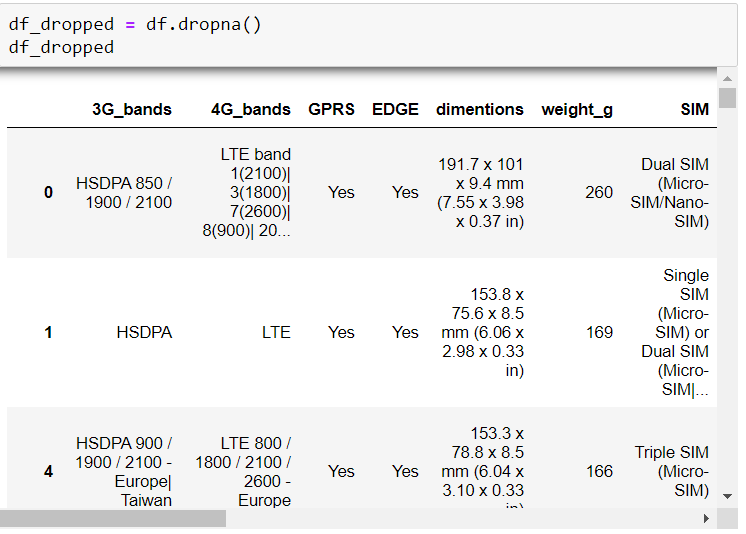 df_dropped = df.dropna()
df_dropped
3G_bands 4G_bands GPRS EDGE dimentions weight_g SIM
0
HSDPA 850 /
1900 / 2100
LTE band
1(2100)|
3(1800)|
7(2600)|
8(900)| 20...
Yes
Yes
191.7 x 101
x 9.4 mm
(7.55 x 3.98
x 0.37 in)
260
Dual SIM
(Micro-
SIM/Nano-
SIM)
1
HSDPA
LTE
Yes
Yes
153.8 x
75.6 x 8.5
mm (6.06 x
2.98 x 0.33
in)
169
Single
SIM
(Micro-
SIM) or
Dual SIM
(Micro-
SIM|...
4
HSDPA 900 /
1900 / 2100 -
Europe|
Taiwan
LTE 800 /
1800 / 2100 /
2600 -
Europe
Yes
Yes
153.3 x
78.8 x 8.5
mm (6.04 x
3.10 x 0.33
in)
166
Triple SIM
(Micro-
SIM)